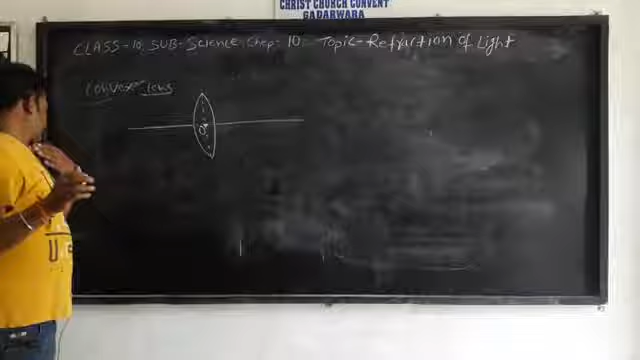 CHRIST CHURCH CONVENT
GADARWARA
CLASS-10, SUB-Science, Chap-10 Topic-Refraction of Light
Convex lens
O